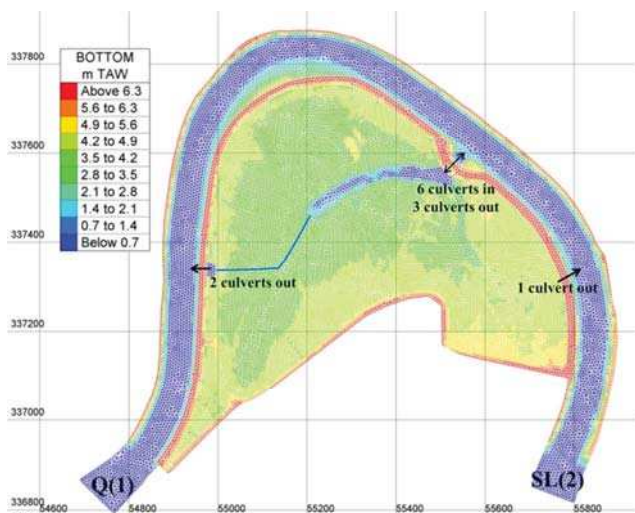 337800
BOTTOM
m TAW
Above 6.3
5.6 to 6.3
4.9 to 5.6
4.2 to 4.9
3.5 to 4.2
2.8 to 3.5
2.1 to 2.8
1.4 to 2.1
0.7 to 1.4
Below 0.7
337600
6 culverts in
3 culverts out
337400
2 culverts out
1 culvert out
337200
337000
Q(1)
SL(2)
336800
54600
54800
55000
55200
55400
55600
55800